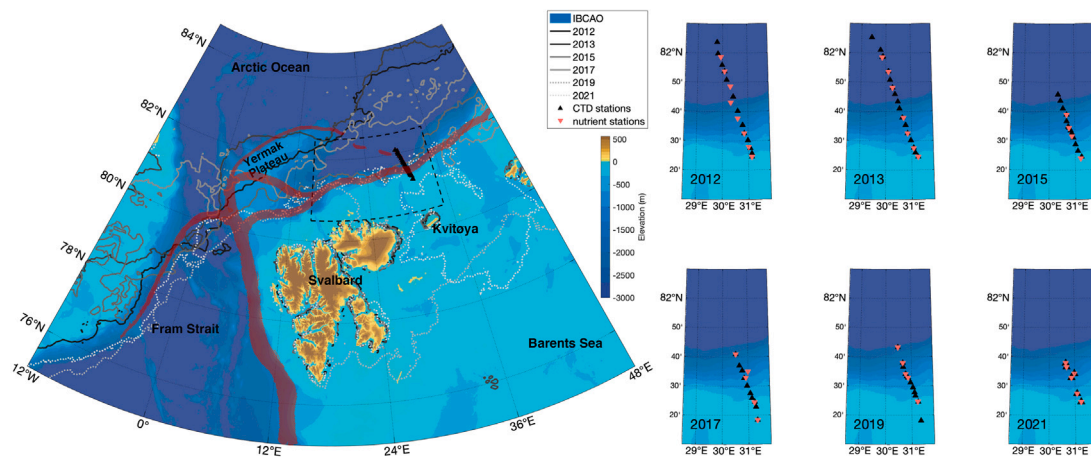 IBCAO
2012
2013
2015
2017
2019
2021
CTD stations
nutrient stations
500
0
-500
-1000
-1500
-2000
-2500
-3000
Elevation (m)
84°N
82°N
80°N
78°N
76°N
12°W
0°
12°E
24°E
36°E
48°E
Arctic Ocean
Yermak
Plateau
Kvitoya
Svalbard
Fram Strait
Barents Sea
82°N
50'
40'
30'
20'
2012
29°E 30°E 31°E
82°N
50'
40'
30'
20'
2013
29°E 30°E 31°E
82°N
50'
40'
30'
20'
2015
29°E 30°E 31°E
82°N
50'
40'
30'
20'
2017
29°E 30°E 31°E
82°N
50'
40'
30'
20'
2019
29°E 30°E 31°E
82°N
50'
40'
30'
20'
2021
29°E 30°E 31°E